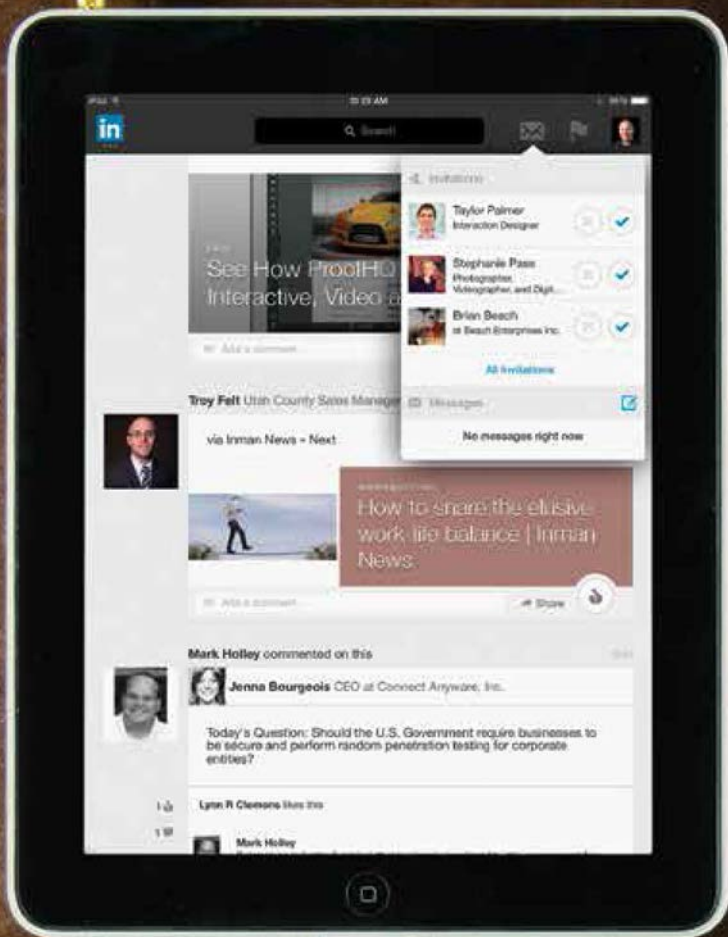 iPad
AM
in
Search
Invitations
Taylor Palmer
Interaction Designer
Stephanie Pass
Photographer,
Videographer, and Digit...
Brian Beach
at Beach Enterprises Inc.
All Invitations
Messages
No messages right now
See How ProofHQ
Interactive, Video a
Add a comment...
Troy Felt Utah County Sales Manager
via Inman News » Next
How to share the elusive
work-life balance | Inman
News
Add a comment...
Share
Mark Holley commented on this
Jenna Bourgeois CEO at Connect Anyware, Inc.
Today's Question: Should the U.S. Government require businesses to
be secure and perform random penetration testing for corporate
entities?
Lynn R Clemons likes this
Mark Holley